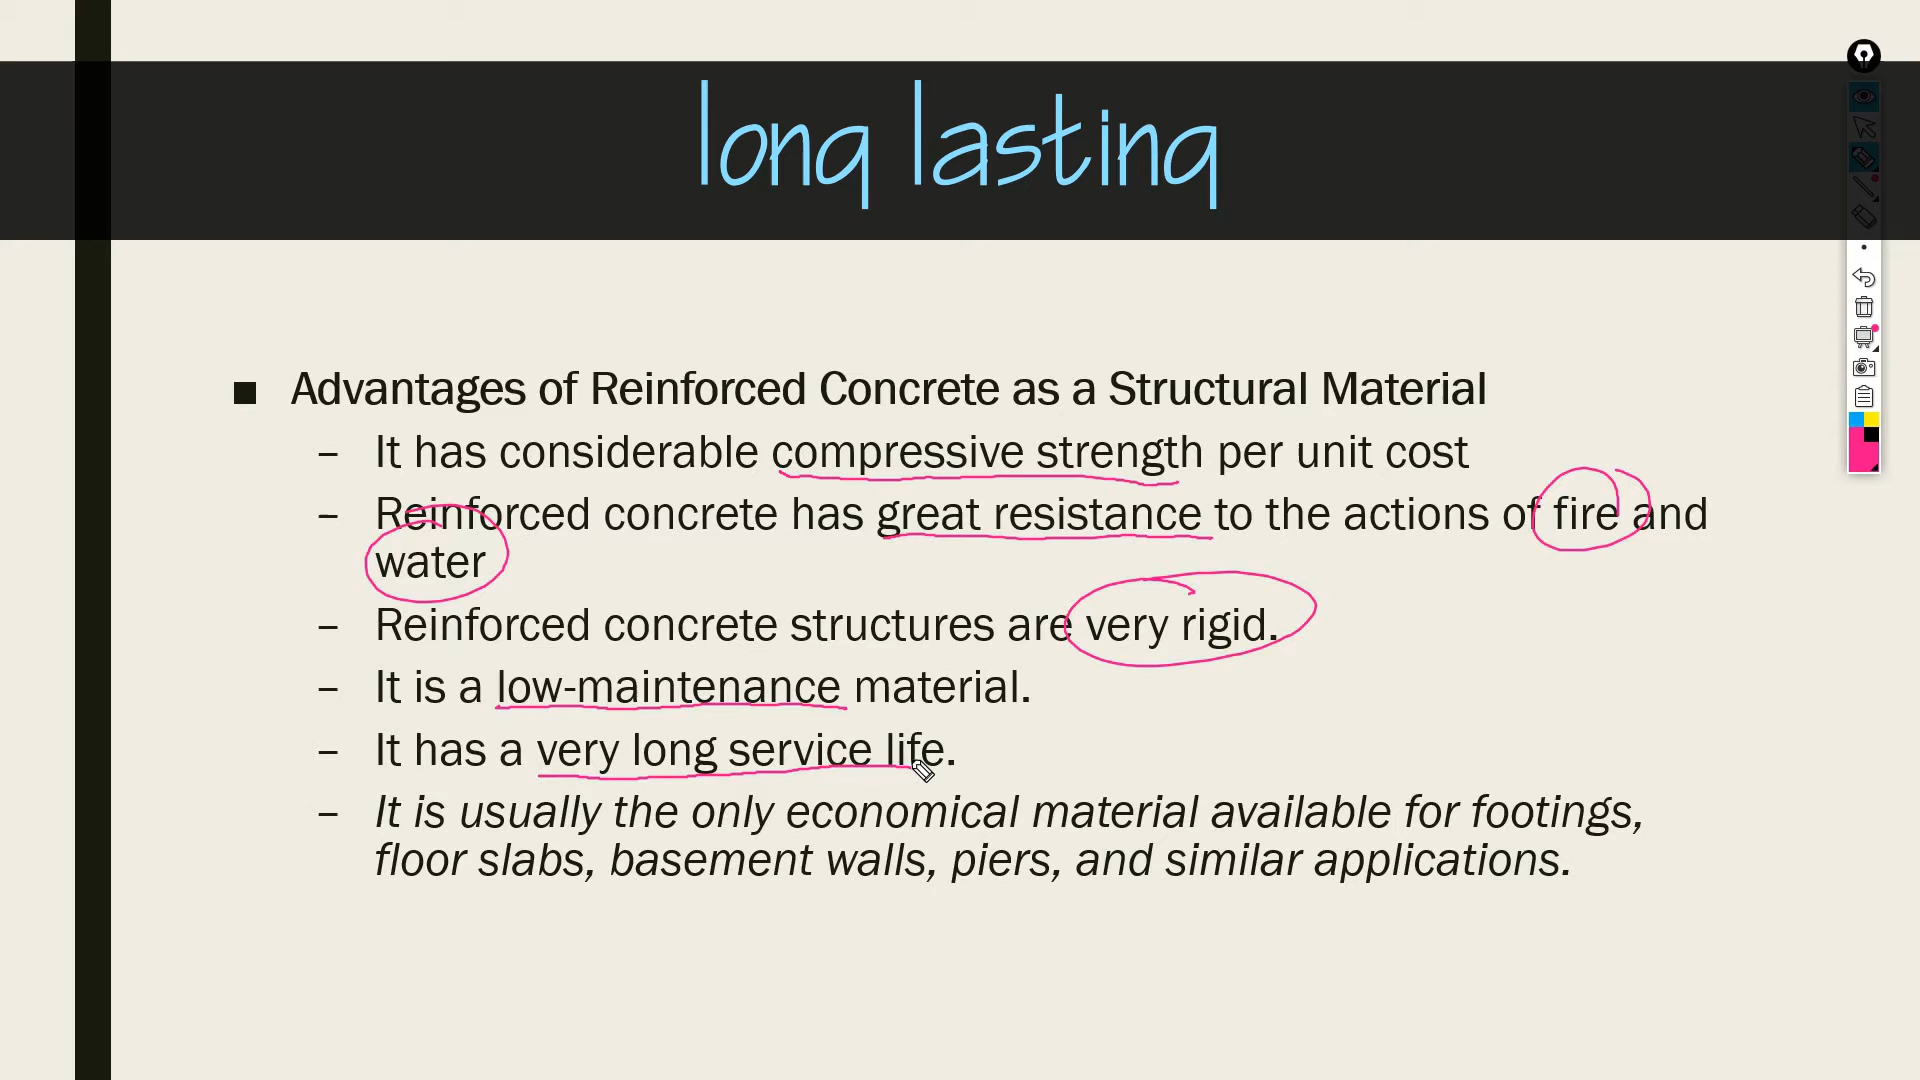 long lasting
■ Advantages of Reinforced Concrete as a Structural Material
– It has considerable compressive strength per unit cost
– Reinforced concrete has great resistance to the actions of fire and
water
– Reinforced concrete structures are very rigid.
– It is a low-maintenance material.
– It has a very long service life.
– It is usually the only economical material available for footings,
floor slabs, basement walls, piers, and similar applications.